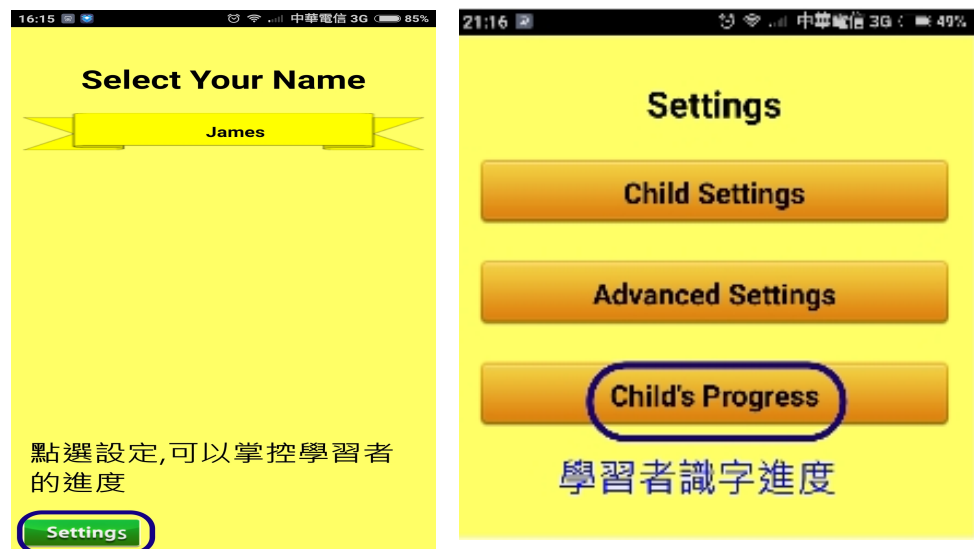 16:15 中華電信 3G 85%
Select Your Name
James
點選設定,可以掌控學習者
的進度
Settings
21:16 中華電信 3G 49%
Settings
Child Settings
Advanced Settings
Child's Progress
學習者識字進度